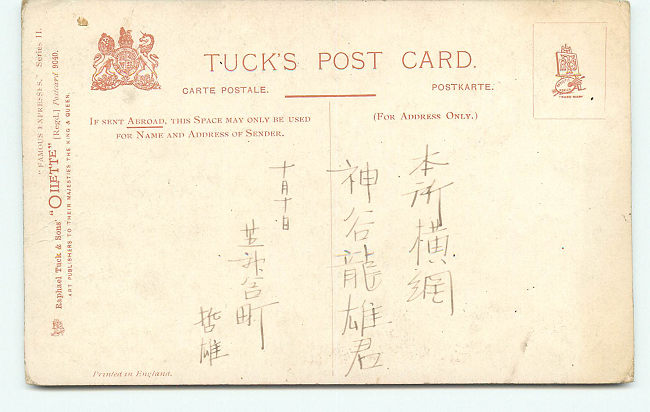 "FAMOUS EXPRESSES." Series II.
Raphael Tuck & Sons' "OILETTE" [Regd.] Postcard 9040.
ART PUBLISHERS TO THEIR MAJESTIES THE KING & QUEEN.
TUCK'S POST CARD.
CARTE POSTALE.
POSTKARTE.
IF SENT ABROAD, THIS SPACE MAY ONLY BE USED
FOR NAME AND ADDRESS OF SENDER.
(FOR ADDRESS ONLY.)
本所横網
神谷龍雄君
十月十日
芝神谷町
哲雄
Printed in England.